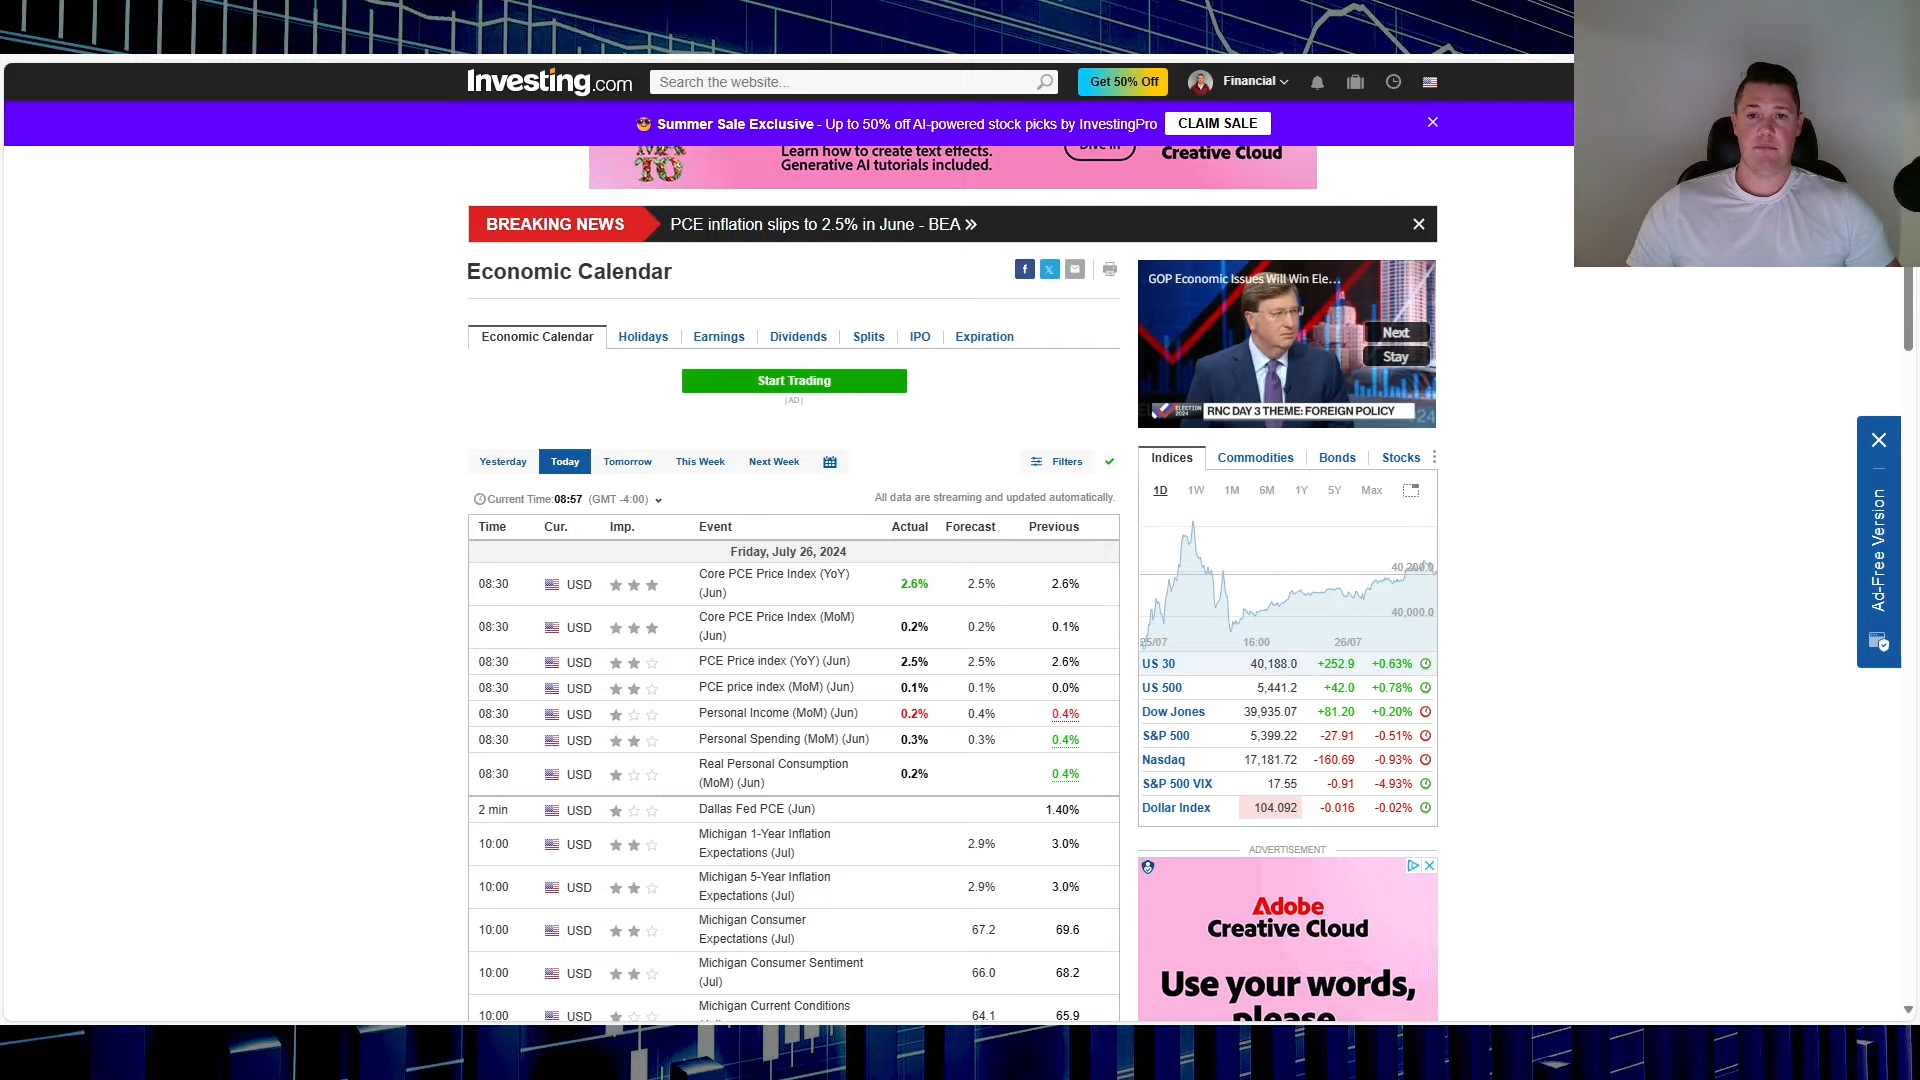 Investing.com
Search the website...
Get 50% Off
Financial
Summer Sale Exclusive - Up to 50% off AI-powered stock picks by InvestingPro
CLAIM SALE
TO
Learn how to create text effects.
Generative AI tutorials included.
Creative Cloud
BREAKING NEWS
PCE inflation slips to 2.5% in June - BEA
Economic Calendar
GOP Economic Issues Will Win Ele...
Next
Stay
ELECTION 2024
RNC DAY 3 THEME: FOREIGN POLICY
Economic Calendar
Holidays
Earnings
Dividends
Splits
IPO
Expiration
Start Trading
| AD |
Yesterday
Today
Tomorrow
This Week
Next Week
Filters
Current Time: 08:57 (GMT -4:00)
All data are streaming and updated automatically.
Time Cur. Imp. Event Actual Forecast Previous
Friday, July 26, 2024
08:30 USD Core PCE Price Index (YoY) (Jun) 2.6% 2.5% 2.6%
08:30 USD Core PCE Price Index (MoM) (Jun) 0.2% 0.2% 0.1%
08:30 USD PCE Price index (YoY) (Jun) 2.5% 2.5% 2.6%
08:30 USD PCE price index (MoM) (Jun) 0.1% 0.1% 0.0%
08:30 USD Personal Income (MoM) (Jun) 0.2% 0.4% 0.4%
08:30 USD Personal Spending (MoM) (Jun) 0.3% 0.3% 0.4%
08:30 USD Real Personal Consumption (MoM) (Jun) 0.2% 0.4%
2 min USD Dallas Fed PCE (Jun) 1.40%
10:00 USD Michigan 1-Year Inflation Expectations (Jul) 2.9% 3.0%
10:00 USD Michigan 5-Year Inflation Expectations (Jul) 2.9% 3.0%
10:00 USD Michigan Consumer Expectations (Jul) 67.2 69.6
10:00 USD Michigan Consumer Sentiment (Jul) 66.0 68.2
10:00 USD Michigan Current Conditions 64.1 65.9
Indices
Commodities
Bonds
Stocks
1D 1W 1M 6M 1Y 5Y Max
40,200.0
40,000.0
25/07 16:00 26/07
US 30 40,188.0 +252.9 +0.63%
US 500 5,441.2 +42.0 +0.78%
Dow Jones 39,935.07 +81.20 +0.20%
S&P 500 5,399.22 -27.91 -0.51%
Nasdaq 17,181.72 -160.69 -0.93%
S&P 500 VIX 17.55 -0.91 -4.93%
Dollar Index 104.092 -0.016 -0.02%
ADVERTISEMENT
Adobe
Creative Cloud
Use your words,
please
Ad-Free Version